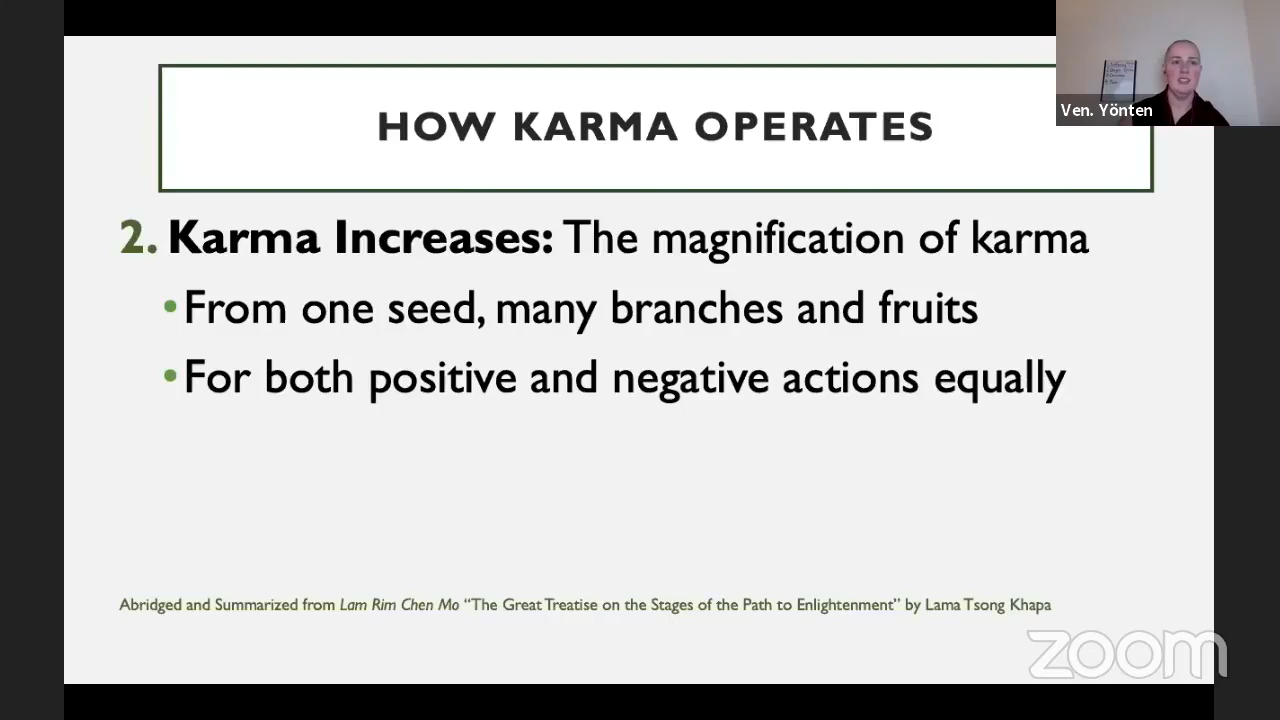 HOW KARMA OPERATES
Ven. Yönten
2. Karma Increases: The magnification of karma
•From one seed, many branches and fruits
•For both positive and negative actions equally
Abridged and Summarized from Lam Rim Chen Mo “The Great Treatise on the Stages of the Path to Enlightenment” by Lama Tsong Khapa
zoom